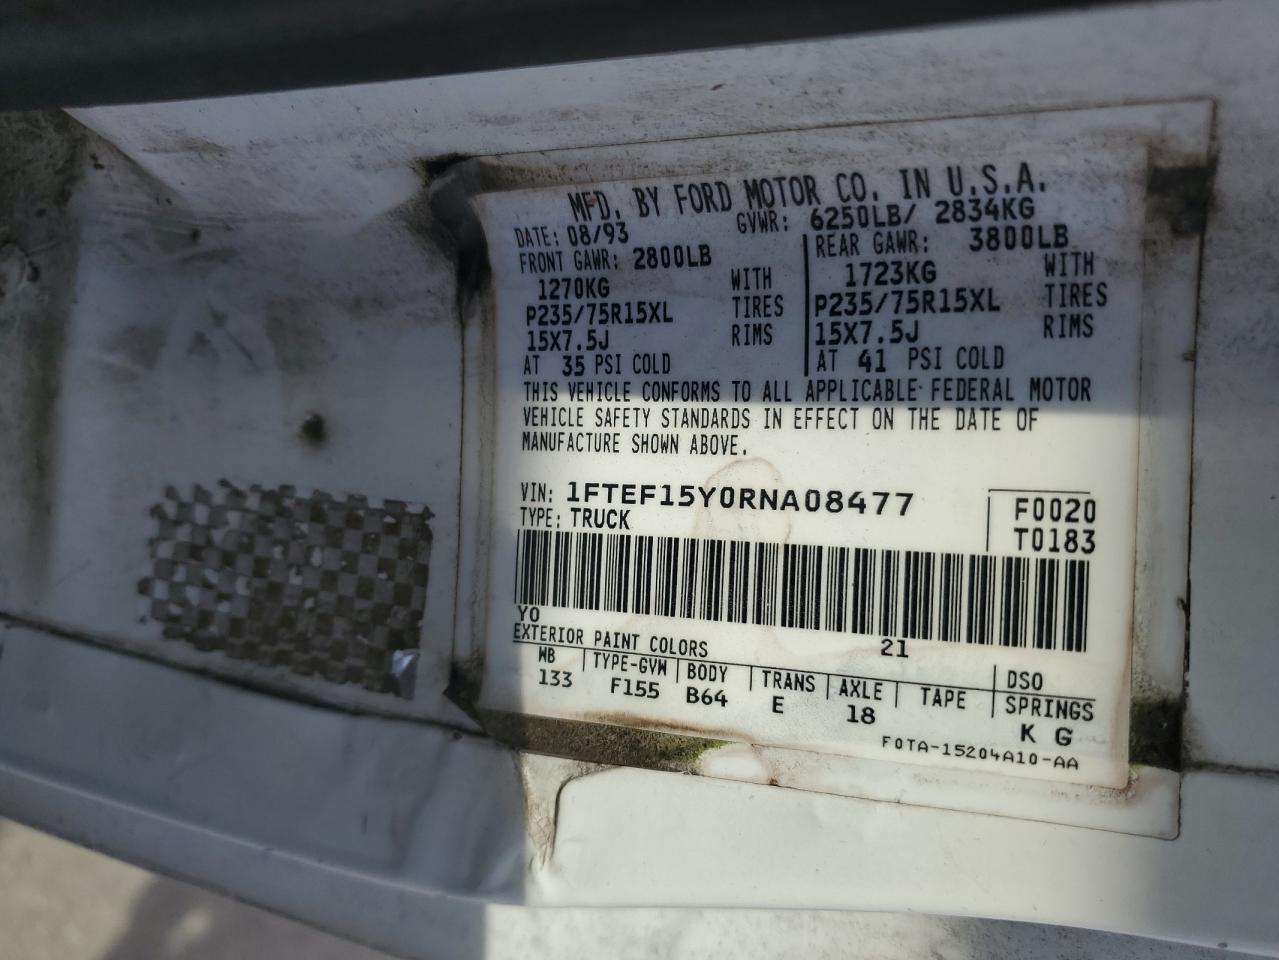 MFD. BY FORD MOTOR CO. IN U.S.A.
DATE: 08/93 GVWR: 6250LB/ 2834KG
FRONT GAWR: 2800LB REAR GAWR: 3800LB
1270KG WITH 1723KG WITH
P235/75R15XL TIRES P235/75R15XL TIRES
15X7.5J RIMS 15X7.5J RIMS
AT 35 PSI COLD AT 41 PSI COLD
THIS VEHICLE CONFORMS TO ALL APPLICABLE FEDERAL MOTOR
VEHICLE SAFETY STANDARDS IN EFFECT ON THE DATE OF
MANUFACTURE SHOWN ABOVE.
VIN: 1FTEF15Y0RNA08477 F0020
TYPE: TRUCK T0183
YO
EXTERIOR PAINT COLORS 21 DSO
WB TYPE-GVW BODY TRANS AXLE TAPE SPRINGS
133 F155 B64 E 18 K G
F0TA-15204A10-AA